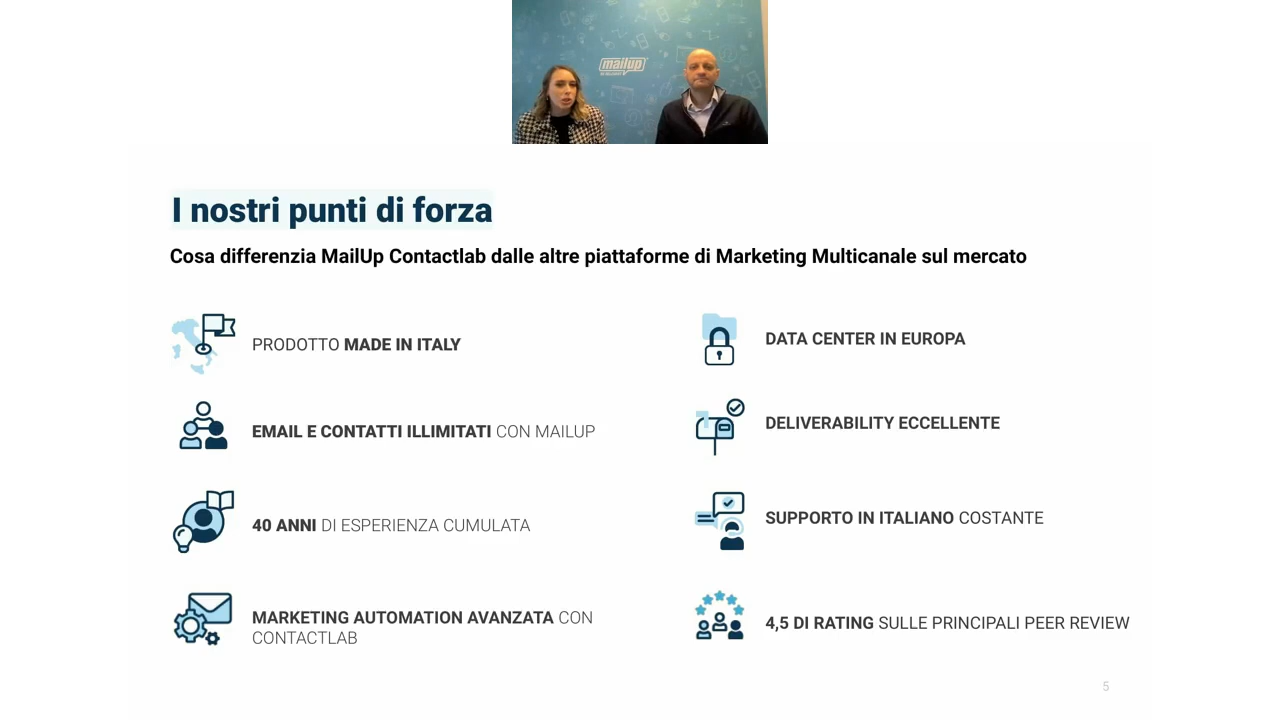 mailup
I nostri punti di forza
Cosa differenzia MailUp Contactlab dalle altre piattaforme di Marketing Multicanale sul mercato
PRODOTTO MADE IN ITALY
EMAIL E CONTATTI ILLIMITATI CON MAILUP
40 ANNI DI ESPERIENZA CUMULATA
MARKETING AUTOMATION AVANZATA CON
CONTACTLAB
DATA CENTER IN EUROPA
DELIVERABILITY ECCELLENTE
SUPPORTO IN ITALIANO COSTANTE
4,5 DI RATING SULLE PRINCIPALI PEER REVIEW
5